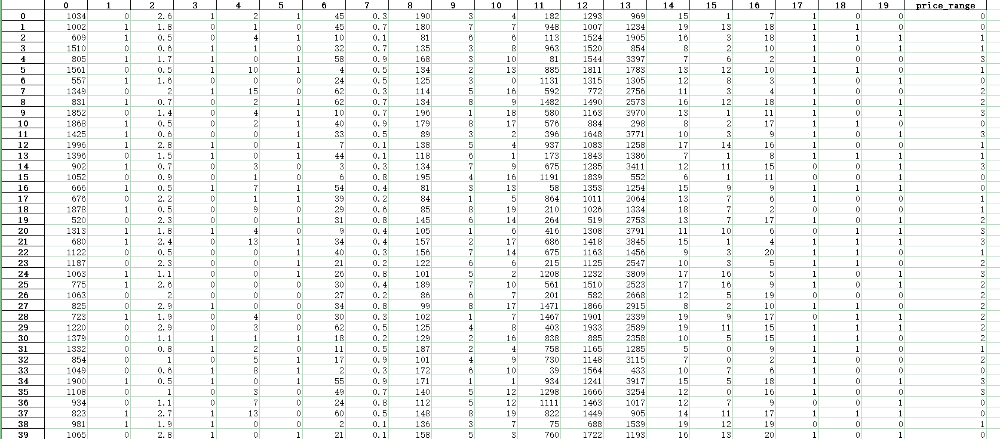 0 1 2 3 4 5 6 7 8 9 10 11 12 13 14 15 16 17 18 19 price_range
0 1034 0 2.6 1 2 1 45 0.3 190 3 4 182 1293 969 15 1 7 1 0 0 0
1 1002 1 1.8 0 1 0 45 0.7 180 7 7 948 1007 1234 19 13 18 1 1 0 0
2 609 1 0.5 0 4 1 10 0.1 81 6 6 113 1524 1905 16 3 18 1 1 1 1
3 1510 0 0.6 1 1 0 32 0.7 135 3 8 963 1520 854 8 2 10 1 0 1 1
4 805 1 1.7 1 0 1 58 0.9 168 3 10 81 1544 3397 7 6 2 1 0 0 3
5 1561 0 0.5 1 10 1 4 0.5 134 2 13 885 1811 1783 13 12 10 1 1 0 1
6 557 1 1.6 0 0 0 24 0.5 125 3 0 1131 1315 1305 12 8 3 1 0 1 0
7 1349 0 2 1 15 0 62 0.3 114 5 16 592 772 2756 11 3 4 1 0 0 2
8 831 1 0.7 0 2 1 62 0.7 134 8 9 1482 1490 2573 16 12 18 1 0 1 2
9 1852 0 1.4 0 4 1 10 0.7 196 1 18 580 1163 3970 13 1 11 1 0 1 3
10 1868 1 0.5 0 2 1 40 0.9 179 8 17 576 884 298 8 2 17 1 1 0 0
11 1425 1 0.6 0 0 1 33 0.5 89 3 2 396 1648 3771 10 3 9 1 0 1 3
12 1996 1 2.8 1 0 1 7 0.1 138 5 4 937 1083 1258 17 14 16 1 0 0 1
13 1396 0 1.5 1 0 1 44 0.1 118 6 1 173 1843 1386 7 1 8 1 1 1 1
14 902 1 0.7 0 3 0 3 0.3 134 7 9 675 1285 3411 12 11 15 0 0 1 3
15 1052 0 0.9 0 1 0 6 0.8 195 4 16 1191 1839 552 6 1 11 0 0 1 0
16 666 1 0.5 1 7 1 54 0.4 81 3 13 58 1353 1254 15 9 9 1 1 1 0
17 676 0 2.2 0 1 1 39 0.2 84 1 5 864 1011 2064 13 7 6 1 0 0 1
18 1878 1 0.5 0 9 0 29 0.6 85 8 19 210 1026 1334 18 7 2 0 0 0 1
19 520 0 2.3 0 0 1 31 0.8 145 6 14 264 519 2753 13 7 17 1 0 1 2
20 1313 1 1.8 1 4 0 9 0.4 105 1 6 416 1308 3791 11 10 6 0 1 1 3
21 680 1 2.4 0 13 1 34 0.4 157 2 17 686 1418 3845 15 1 4 1 1 1 3
22 1122 0 0.5 0 0 1 40 0.3 156 7 14 675 1163 1456 9 3 20 1 1 0 1
23 1187 0 2.3 0 0 1 21 0.2 122 6 6 215 1125 2547 10 3 5 1 0 0 2
24 1063 1 1.1 0 0 1 26 0.8 101 5 2 1208 1232 3809 17 16 5 1 0 1 3
25 775 1 2.6 0 0 0 30 0.4 189 7 10 561 1510 2523 17 16 9 1 0 1 2
26 1063 0 2 0 0 0 27 0.2 86 6 7 201 582 2668 12 5 19 0 0 0 2
27 825 0 2.9 1 0 0 34 0.8 99 8 17 1471 1866 2915 8 2 10 1 1 0 2
28 723 1 1.9 0 4 0 30 0.3 102 1 7 1467 1901 2339 19 9 17 0 1 1 2
29 1220 0 2.9 0 3 0 62 0.5 125 4 8 403 1933 2589 19 11 15 1 1 1 2
30 1379 0 1.1 1 1 1 18 0.2 129 2 16 838 885 2358 10 5 15 1 1 0 2
31 1332 1 0.8 1 2 0 11 0.5 187 2 4 758 1165 1285 5 0 9 1 1 0 1
32 854 0 1 0 5 1 17 0.9 101 4 9 730 1148 3115 7 0 2 1 0 0 2
33 1049 0 0.6 1 8 1 2 0.3 172 6 10 39 1564 433 10 7 6 1 0 0 0
34 1900 1 0.5 1 0 1 55 0.9 171 1 1 934 1241 3917 15 5 18 1 0 1 3
35 1108 0 1 0 3 0 49 0.7 140 5 12 1298 1666 3254 12 0 16 1 0 0 3
36 934 0 1.1 0 7 0 24 0.8 112 5 12 1111 1463 1017 12 7 9 0 0 1 0
37 823 1 2.7 1 13 0 60 0.5 148 8 19 822 1449 905 14 11 17 1 1 1 0
38 981 1 1.9 1 0 0 2 0.1 136 3 7 75 688 1539 19 12 19 0 0 0 1
39 1065 0 2.8 1 0 1 21 0.1 158 5 3 760 1722 1193 16 13 20 1 0 1 0